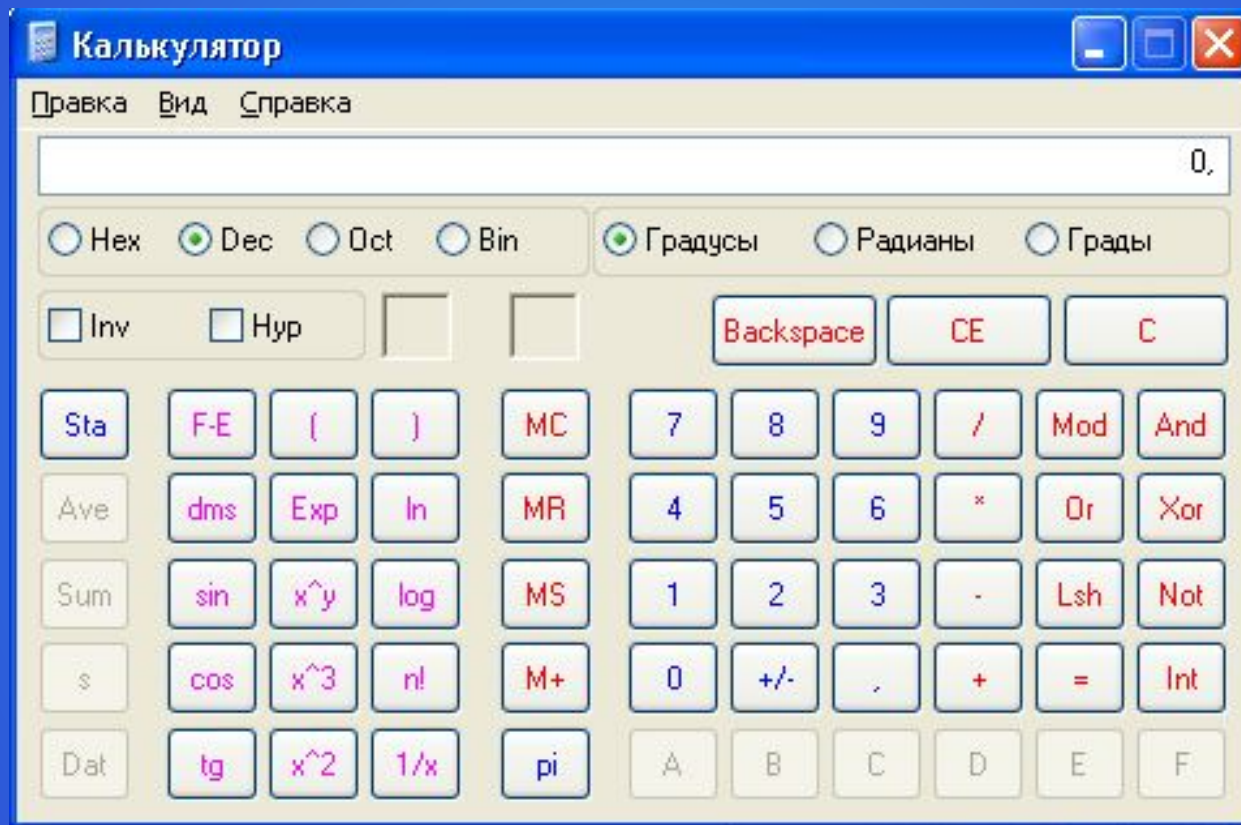 Калькулятор
Правка Вид Справка
0,
Hex Dec Oct Bin Градусы Радианы Грады
Inv Hyp Backspace CE C
Sta F-E ( ) MC 7 8 9 / Mod And
Ave dms Exp ln MR 4 5 6 * Or Xor
Sum sin x^y log MS 1 2 3 - Lsh Not
s cos x^3 n! M+ 0 +/- , + = Int
Dat tg x^2 1/x pi A B C D E F